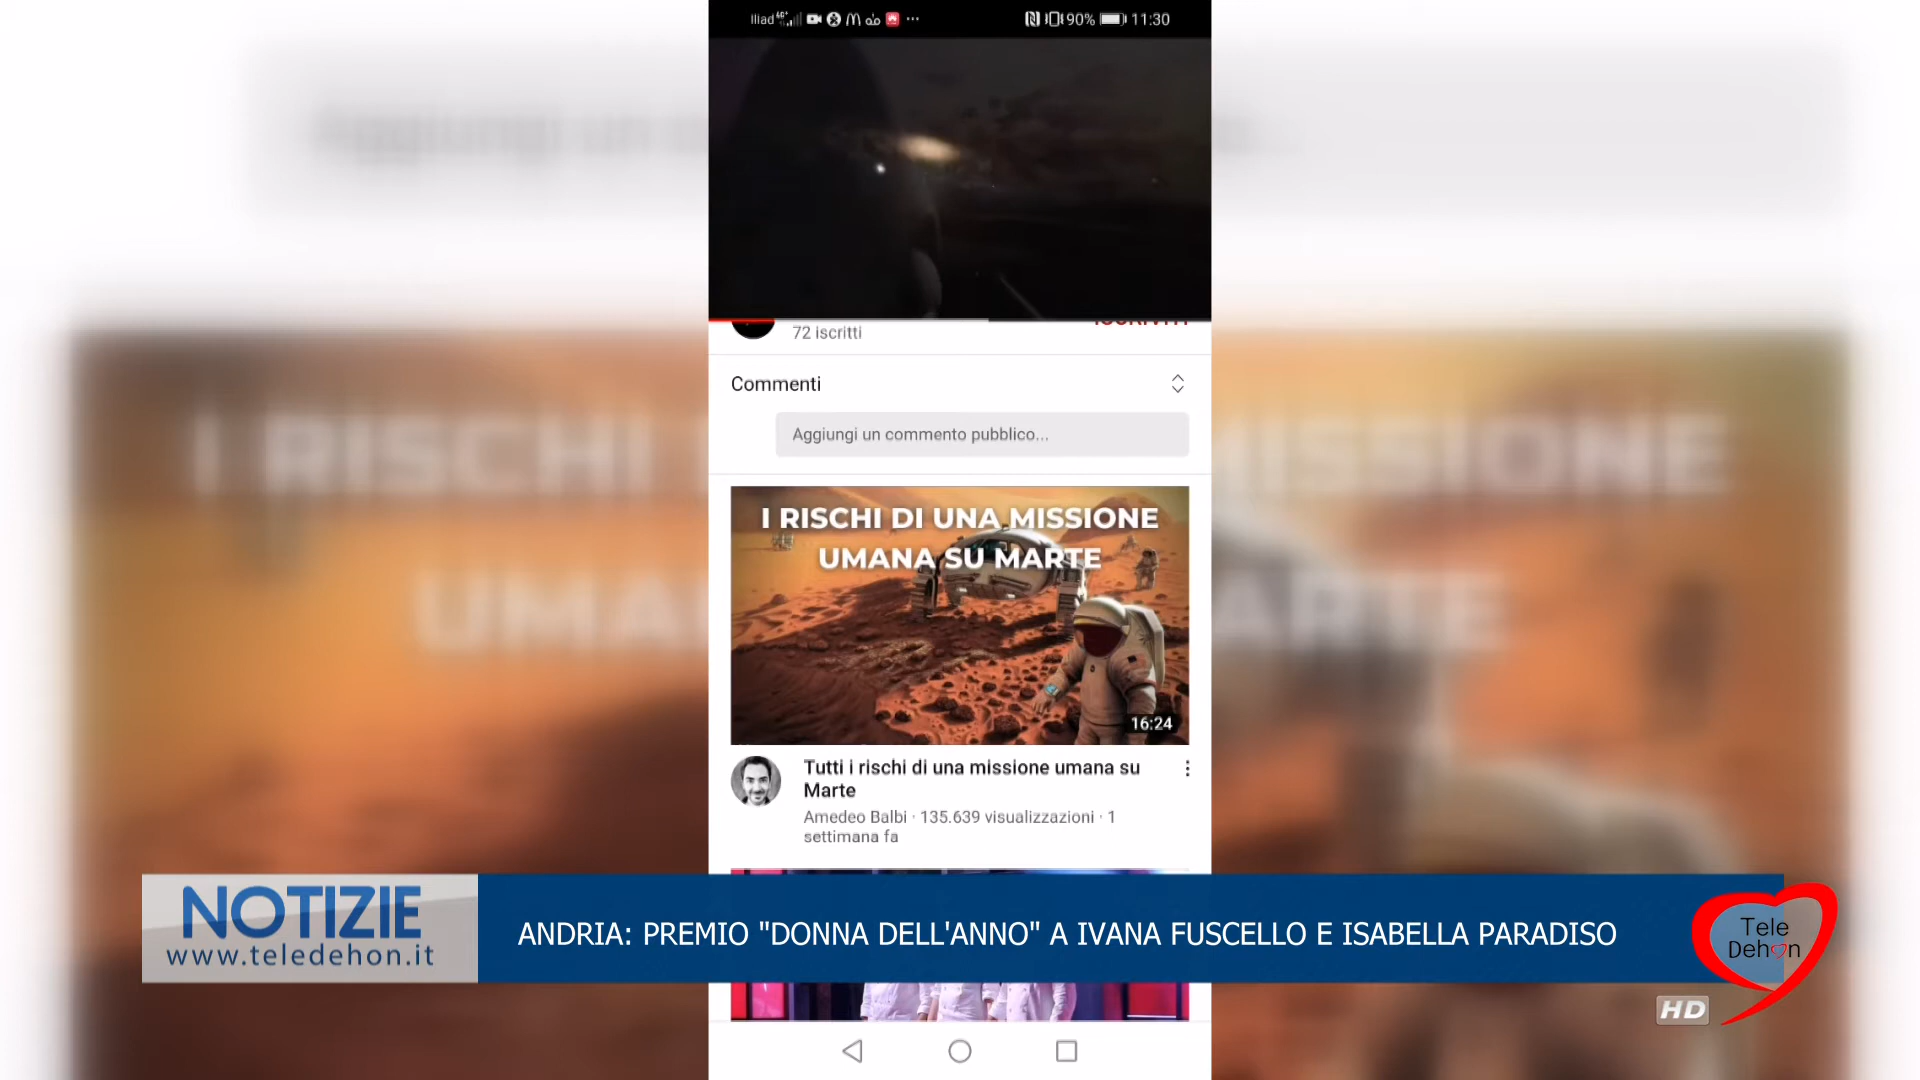 Iliad 90% 11:30
72 iscritti
ISCRIVITI
Commenti
Aggiungi un commento pubblico...
I RISCHI DI UNA MISSIONE
UMANA SU MARTE
16:24
Tutti i rischi di una missione umana su
Marte
Amedeo Balbi · 135.639 visualizzazioni · 1
settimana fa
NOTIZIE
www.teledehon.it
ANDRIA: PREMIO "DONNA DELL'ANNO" A IVANA FUSCELLO E ISABELLA PARADISO
Tele
Dehon
HD